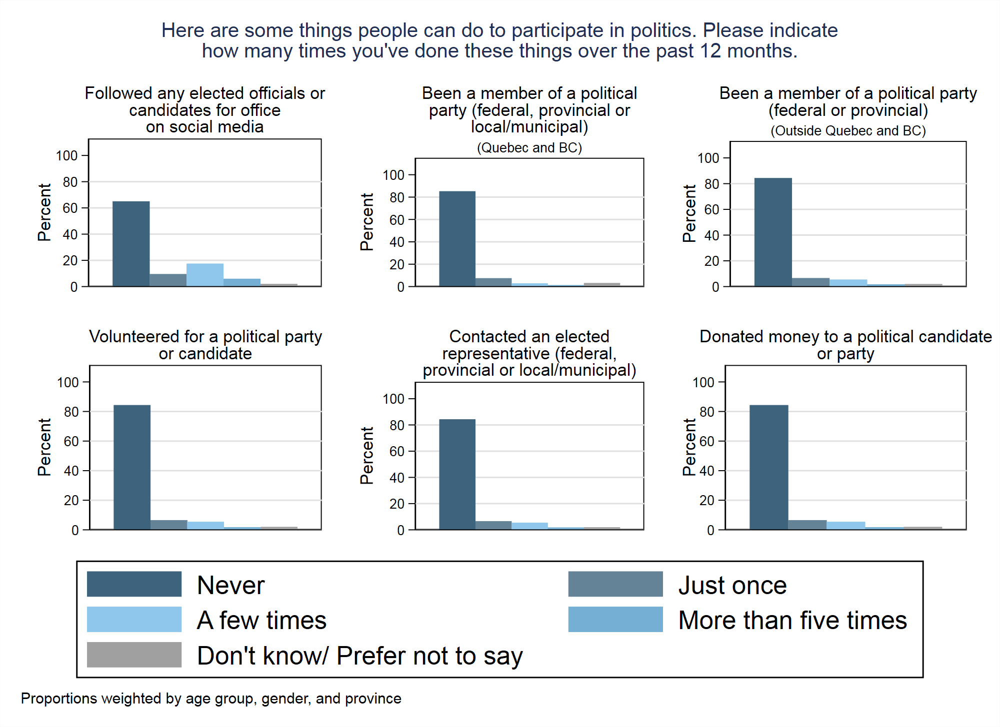 Here are some things people can do to participate in politics. Please indicate
how many times you've done these things over the past 12 months.
Followed any elected officials or
candidates for office
on social media
Percent
100
80
60
40
20
0
Been a member of a political
party (federal, provincial or
local/municipal)
(Quebec and BC)
Percent
100
80
60
40
20
0
Been a member of a political party
(federal or provincial)
(Outside Quebec and BC)
Percent
100
80
60
40
20
0
Volunteered for a political party
or candidate
Percent
100
80
60
40
20
0
Contacted an elected
representative (federal,
provincial or local/municipal)
Percent
100
80
60
40
20
0
Donated money to a political candidate
or party
Percent
100
80
60
40
20
0
Never
Just once
A few times
More than five times
Don't know/ Prefer not to say
Proportions weighted by age group, gender, and province